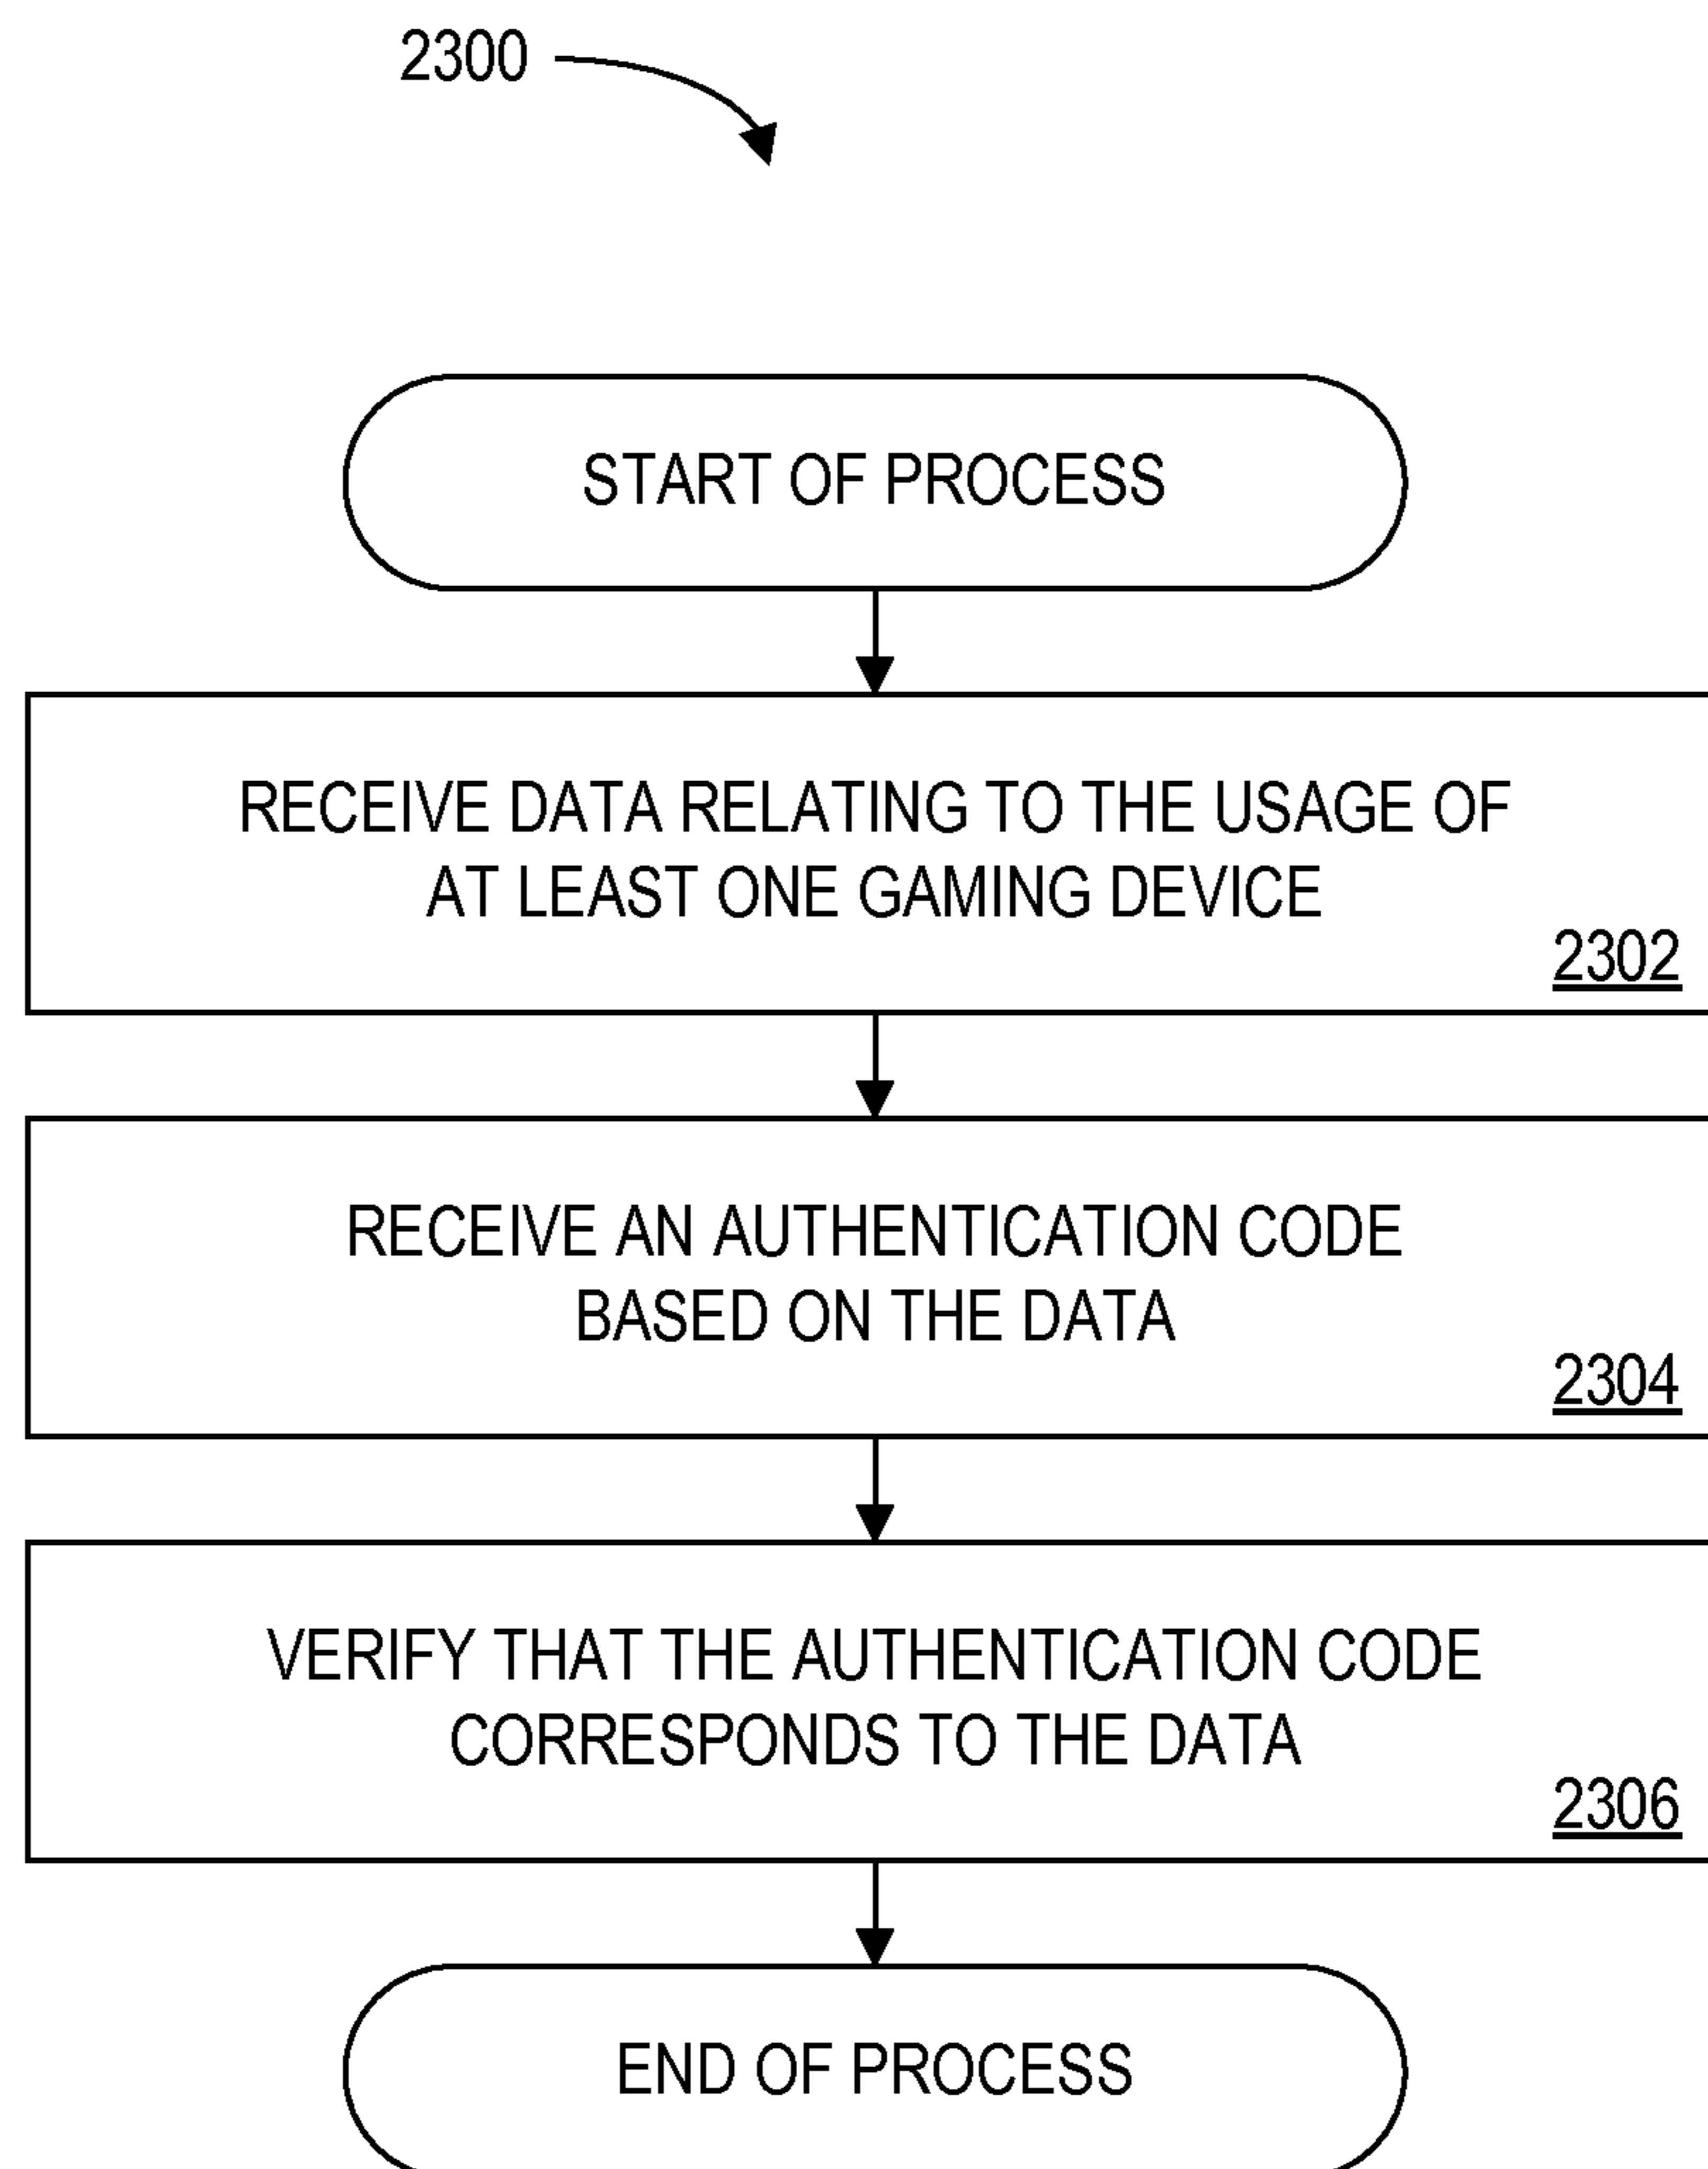 2300
START OF PROCESS
RECEIVE DATA RELATING TO THE USAGE OF
AT LEAST ONE GAMING DEVICE
2302
RECEIVE AN AUTHENTICATION CODE
BASED ON THE DATA
2304
VERIFY THAT THE AUTHENTICATION CODE
CORRESPONDS TO THE DATA
2306
END OF PROCESS